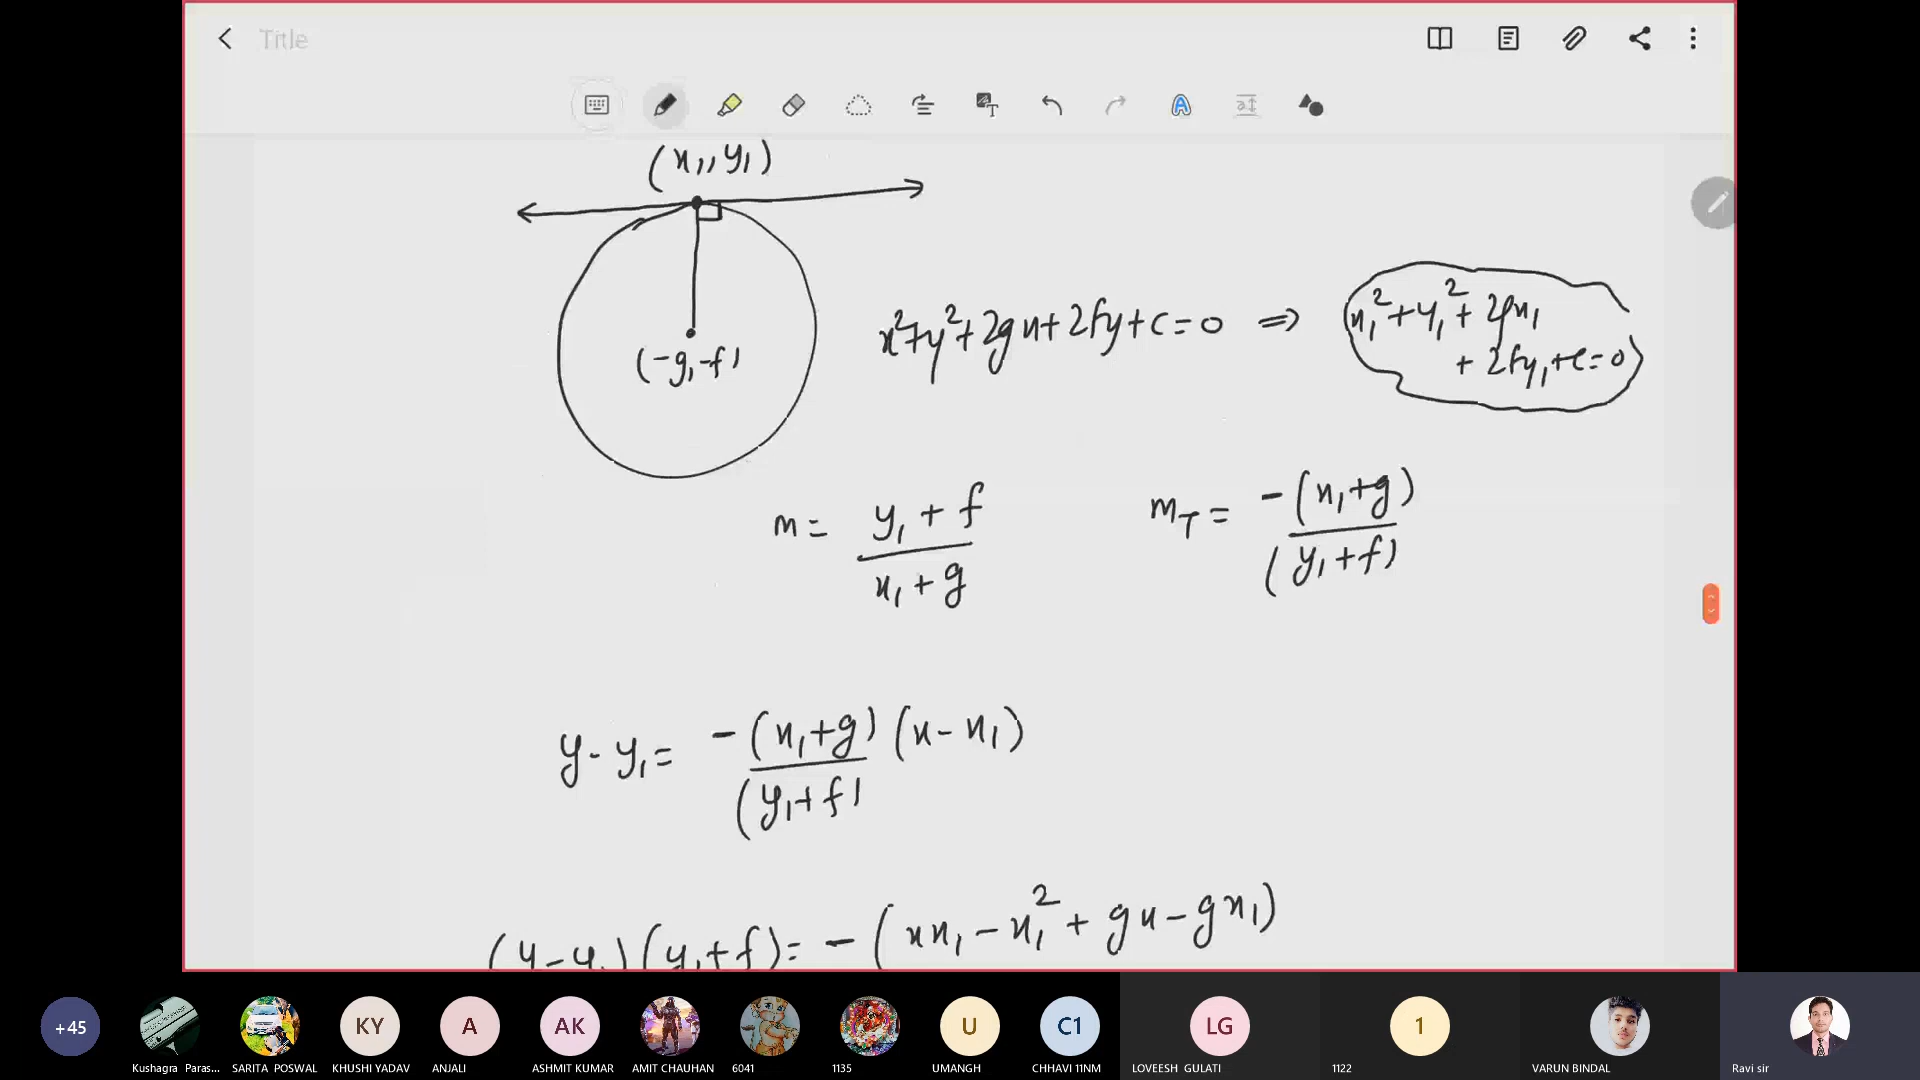 Title
(x₁, y₁)
(-g, -f)
x²+y²+2gx+2fy+c=0 ⇒ x₁²+y₁²+2gx₁
+2fy₁+c=0
m = (y₁+f)/(x₁+g)
m_T = -(x₁+g)/(y₁+f)
y-y₁ = -(x₁+g)/(y₁+f) (x-x₁)
(y-y₁)(y₁+f) = -(xx₁-x₁²+gx-gx₁)
+45
KY
A
AK
U
C1
LG
1
Kushagra Paras...
SARITA POSWAL
KHUSHI YADAV
ANJALI
ASHMIT KUMAR
AMIT CHAUHAN
6041
1135
UMANGH
CHHAVI 11NM
LOVEESH GULATI
1122
VARUN BINDAL
Ravi sir